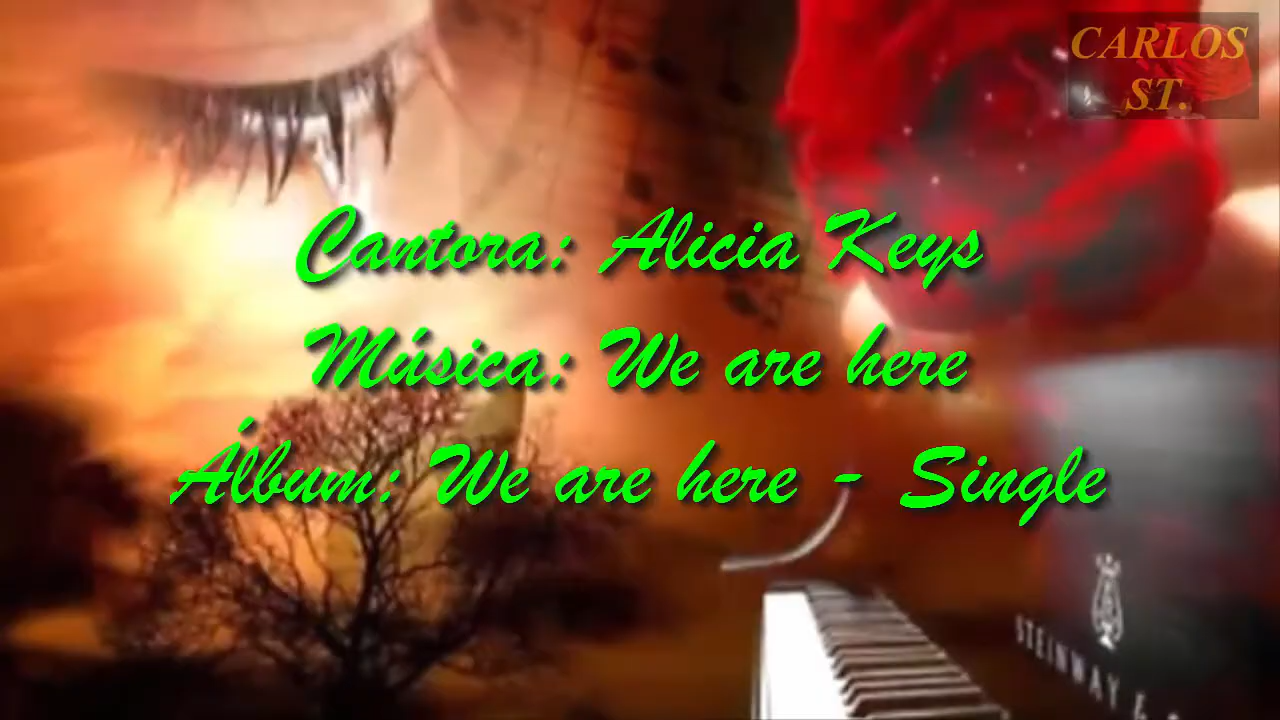 CARLOS
ST.
Cantora: Alicia Keys
Música: We are here
Álbum: We are here - Single
STEINWAY &